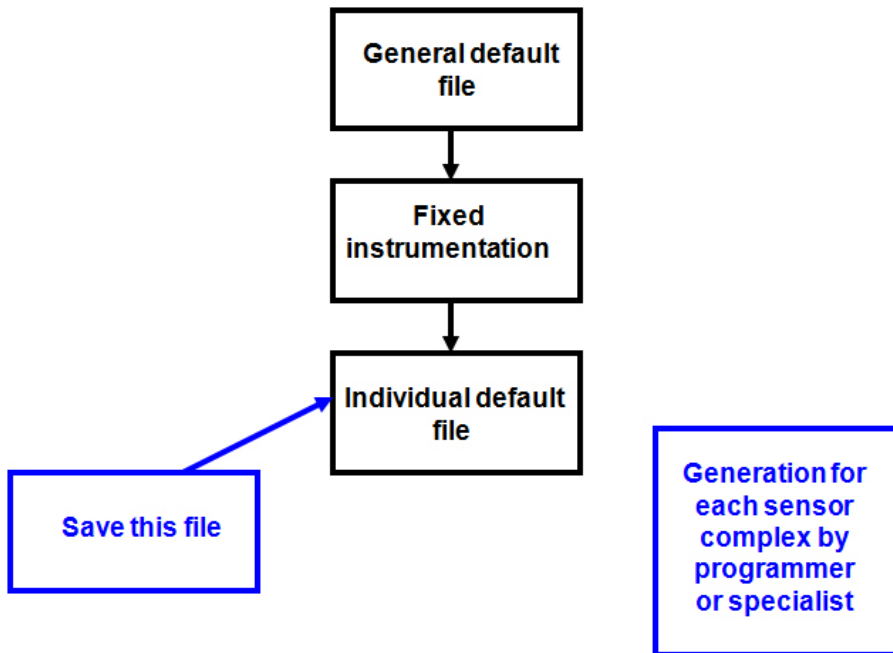 General default
file
Fixed
instrumentation
Individual default
file
Save this file
Generation for
each sensor
complex by
programmer
or specialist